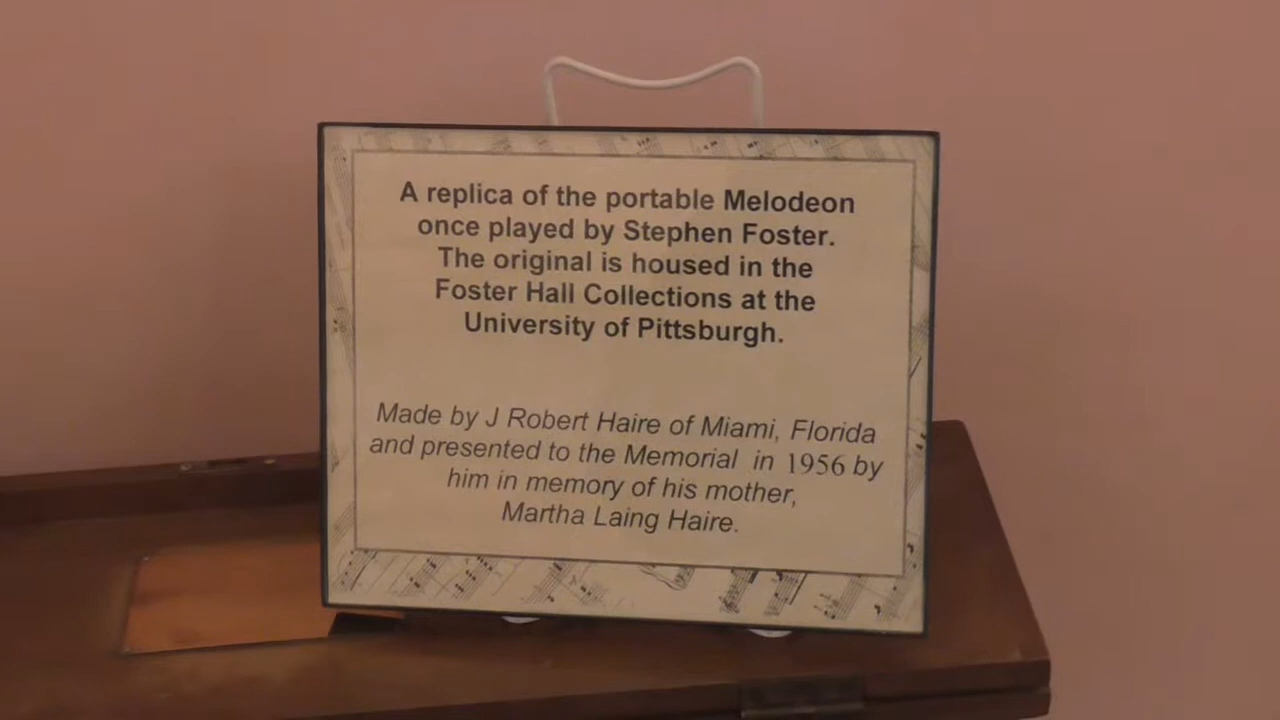 A replica of the portable Melodeon
once played by Stephen Foster.
The original is housed in the
Foster Hall Collections at the
University of Pittsburgh.
Made by J Robert Haire of Miami, Florida
and presented to the Memorial in 1956 by
him in memory of his mother,
Martha Laing Haire.